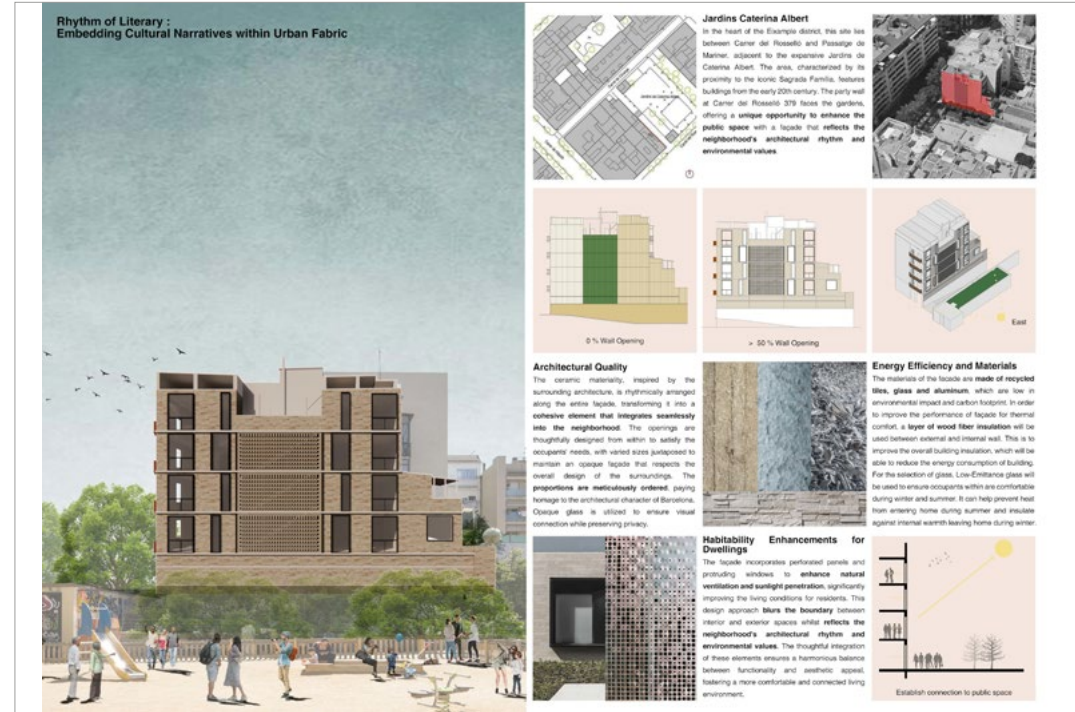 Rhythm of Literary :
Embedding Cultural Narratives within Urban Fabric
Jardins Caterina Albert
In the heart of the Example district, this site lies
between Carrer del Rosselló and Passatge de
Mariner, adjacent to the expansive Jardins de
Caterina Albert. The area, characterized by its
proximity to the iconic Sagrada Familia, features
buildings from the early 20th century. The party wall
at Carrer del Rosselló 379 faces the gardens,
offering a unique opportunity to enhance the
public space with a façade that reflects the
neighborhood's architectural rhythm and
environmental values.
0 % Wall Opening
> 50 % Wall Opening
East
Architectural Quality
The ceramic materiality, inspired by the
surrounding architecture, is rhythmically arranged
along the entire façade, transforming it into a
cohesive element that integrates seamlessly
into the neighborhood. The openings are
thoughtfully designed from within to satisfy the
occupants' needs, with varied sizes juxtaposed to
maintain an opaque façade that respects the
overall design of the surroundings. The
proportions are meticulously ordered, paying
homage to the architectural character of Barcelona.
Opaque glass is utilized to ensure visual
connection while preserving privacy.
Energy Efficiency and Materials
The materials of the facade are made of recycled
tiles, glass and aluminum, which are low in
environmental impact and carbon footprint. In order
to improve the performance of façade for thermal
comfort, a layer of wood fiber insulation will be
used between external and internal wall. This is to
improve the overall building insulation, which will be
able to reduce the energy consumption of building.
For the selection of glass, Low-Emittance glass will
be used to ensure occupants within are comfortable
during winter and summer. It can help prevent heat
from entering home during summer and insulate
against internal warmth leaving home during winter
Habitability Enhancements for
Dwellings
The façade incorporates perforated panels and
protruding windows to enhance natural
ventilation and sunlight penetration, significantly
improving the living conditions for residents. This
design approach blurs the boundary between
interior and exterior spaces whilst reflects the
neighborhood's architectural rhythm and
environmental values. The thoughtful integration
of these elements ensures a harmonious balance
between functionality and aesthetic appeal,
fostering a more comfortable and connected living
environment.
Establish connection to public space